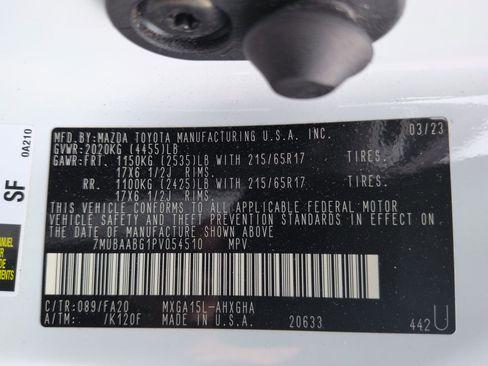 MFD.BY:MAZDA TOYOTA MANUFACTURING U.S.A. INC. 03/23
GVWR:2020KG (4455)LB
GAWR:FRT. 1150KG (2535)LB WITH 215/65R17 TIRES.
17X6 1/2J RIMS.
RR. 1100KG (2425)LB WITH 215/65R17 TIRES.
17X6 1/2J RIMS.
THIS VEHICLE CONFORMS TO ALL APPLICABLE FEDERAL MOTOR
VEHICLE SAFETY AND THEFT PREVENTION STANDARDS IN EFFECT ON
THE DATE OF MANUFACTURE SHOWN ABOVE
7MUBAABG1PV054510 MPV
C/TR:089/FA20 MXGA15L-AHXGHA
A/TM: /K120F MADE IN U.S.A. 20633 442U
0A210
SF